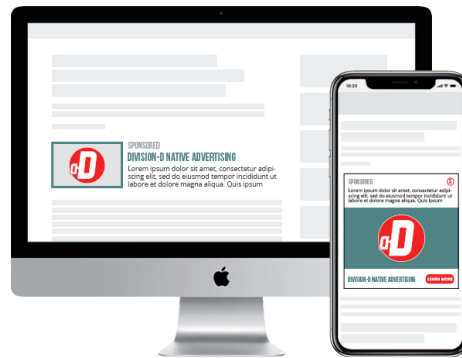 SPONSORED
DIVISION-D NATIVE ADVERTISING
Lorem ipsum dolor sit amet, consectetur adipi-
scing elit, sed do eiusmod tempor incididunt ut
labore et dolore magna aliqua. Quis ipsum
D
10:23
SPONSORED
Lorem ipsum dolor sit amet, consectetur adipi-
scing elit, sed do eiusmod tempor incididunt ut
labore et dolore magna aliqua. Quis ipsum
D
DIVISION-D NATIVE ADVERTISING
LEARN MORE